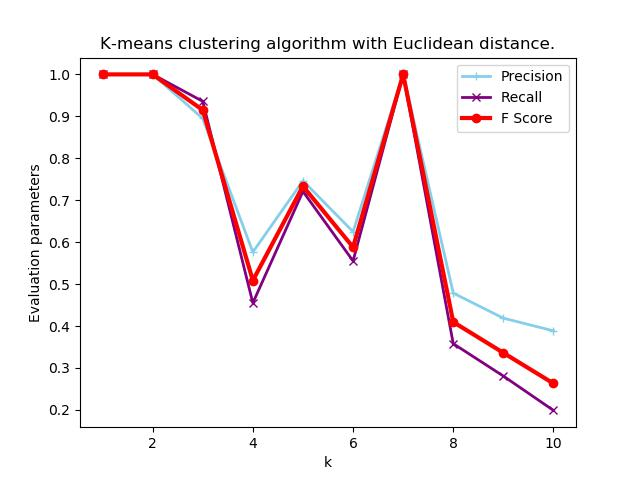 K-means clustering algorithm with Euclidean distance.
Precision
Recall
F Score
Evaluation parameters
1.0
0.9
0.8
0.7
0.6
0.5
0.4
0.3
0.2
2 4 6 8 10
k